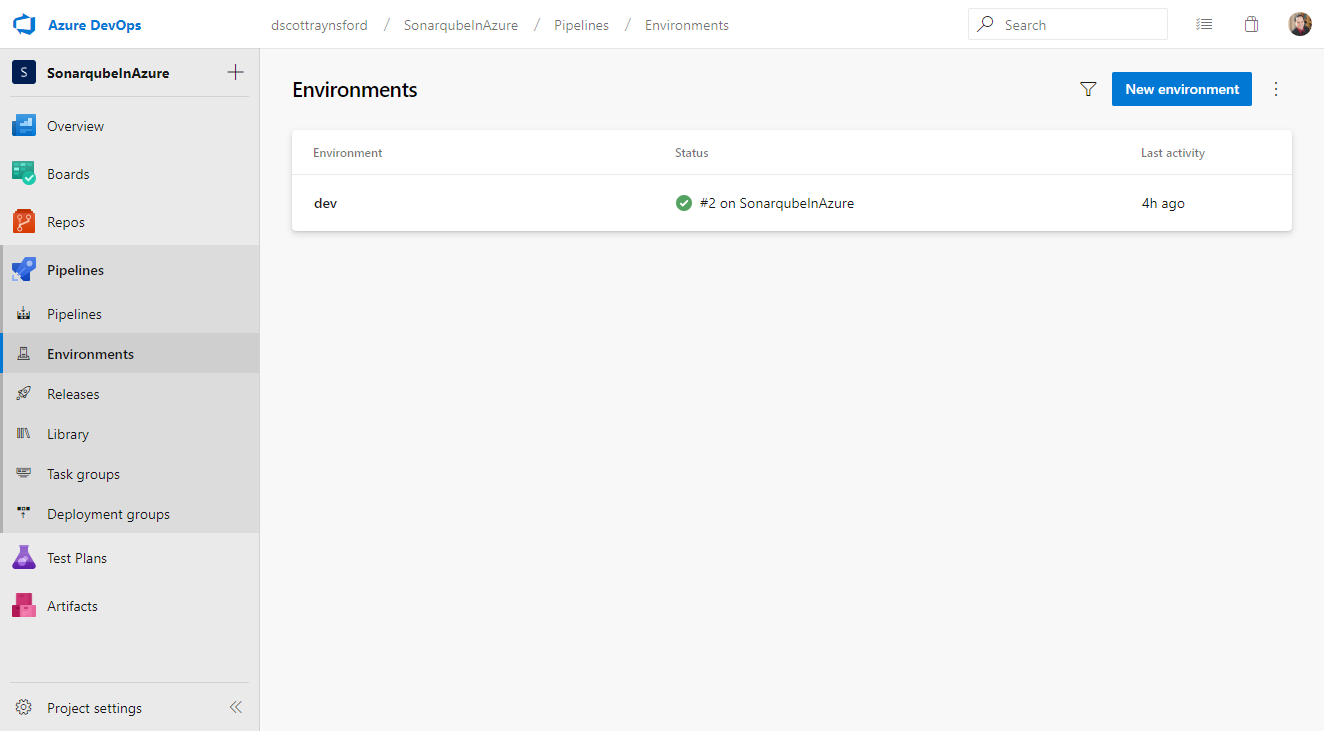 Azure DevOps
dscottraynsford / SonarqubeInAzure / Pipelines / Environments
Search
S SonarqubeInAzure
Overview
Boards
Repos
Pipelines
Pipelines
Environments
Releases
Library
Task groups
Deployment groups
Test Plans
Artifacts
Project settings
Environments
New environment
Environment Status Last activity
dev #2 on SonarqubeInAzure 4h ago